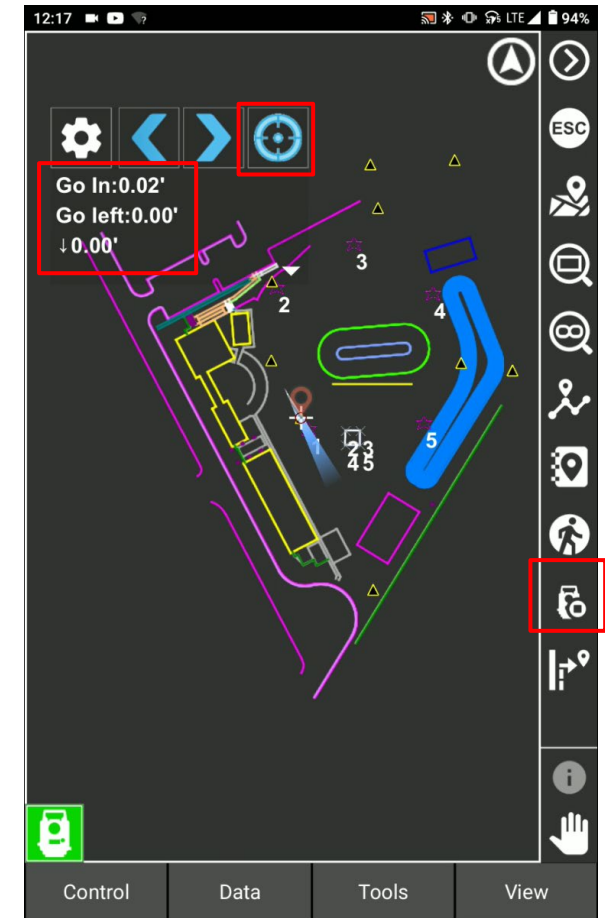 12:17
LTE 94%
ESC
Go In:0.02'
Go left:0.00'
↓0.00'
3
2
4
1
2 3
4 5
5
Control Data Tools View